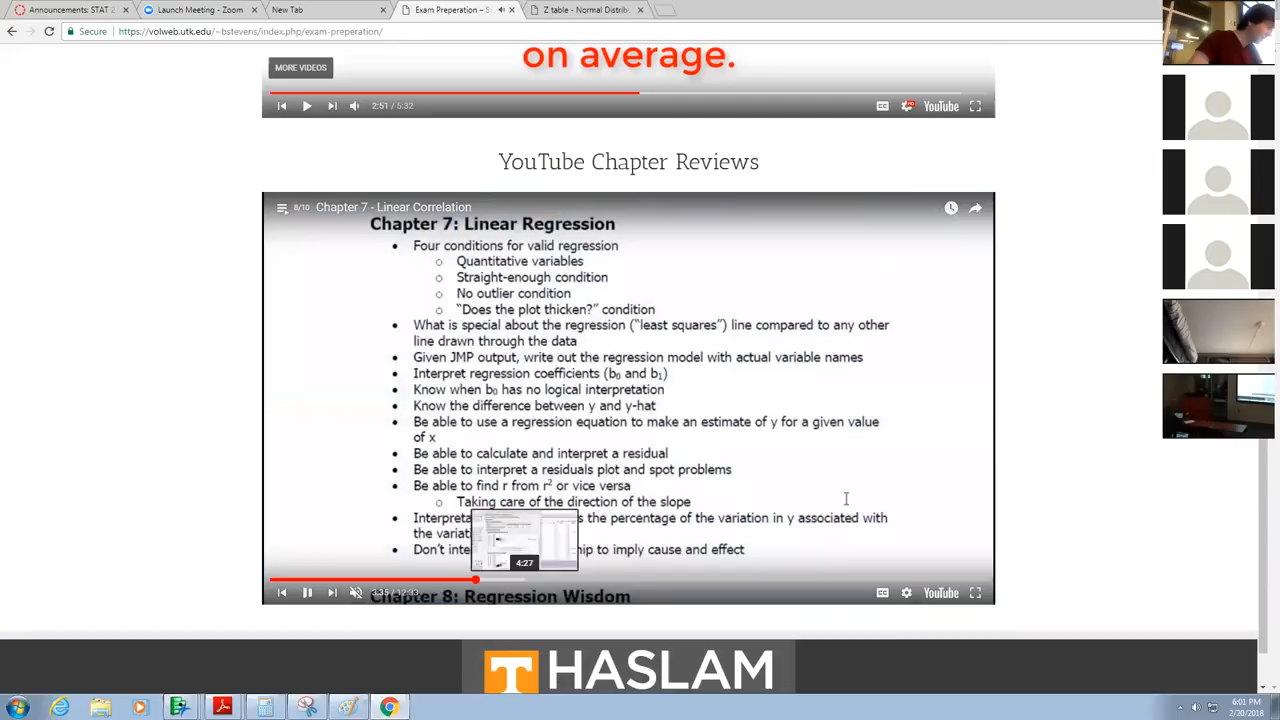 Announcements: STAT 2
Launch Meeting - Zoom
New Tab
Exam Preparation – S
Z table - Normal Distrib
Secure
https://volweb.utk.edu/~bstevens/index.php/exam-preperation/
on average.
MORE VIDEOS
2:51 / 5:32
CC
HD
YouTube
YouTube Chapter Reviews
8/10
Chapter 7 - Linear Correlation
Chapter 7: Linear Regression
• Four conditions for valid regression
○ Quantitative variables
○ Straight-enough condition
○ No outlier condition
○ "Does the plot thicken?" condition
• What is special about the regression ("least squares") line compared to any other
line drawn through the data
• Given JMP output, write out the regression model with actual variable names
• Interpret regression coefficients (b₀ and b₁)
• Know when b₀ has no logical interpretation
• Know the difference between y and y-hat
• Be able to use a regression equation to make an estimate of y for a given value
of x
• Be able to calculate and interpret a residual
• Be able to interpret a residuals plot and spot problems
• Be able to find r from r² or vice versa
○ Taking care of the direction of the slope
• Interpreta s the percentage of the variation in y associated with
the variati
• Don't inte hip to imply cause and effect
4:27
3:35 / 12:33
CC
YouTube
Chapter 8: Regression Wisdom
T HASLAM
6:01 PM
2/20/2018